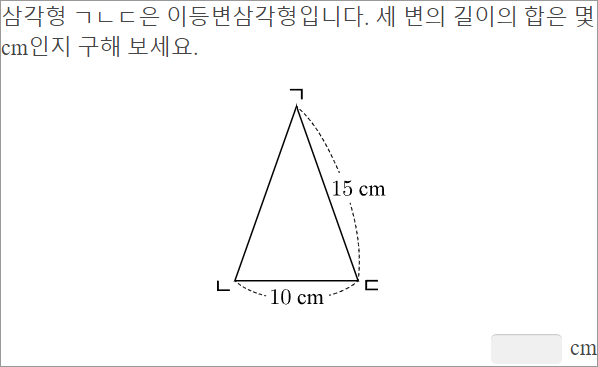 삼각형 ㄱㄴㄷ은 이등변삼각형입니다. 세 변의 길이의 합은 몇
cm인지 구해 보세요.
ㄱ
15 cm
ㄴ
ㄷ
10 cm
cm